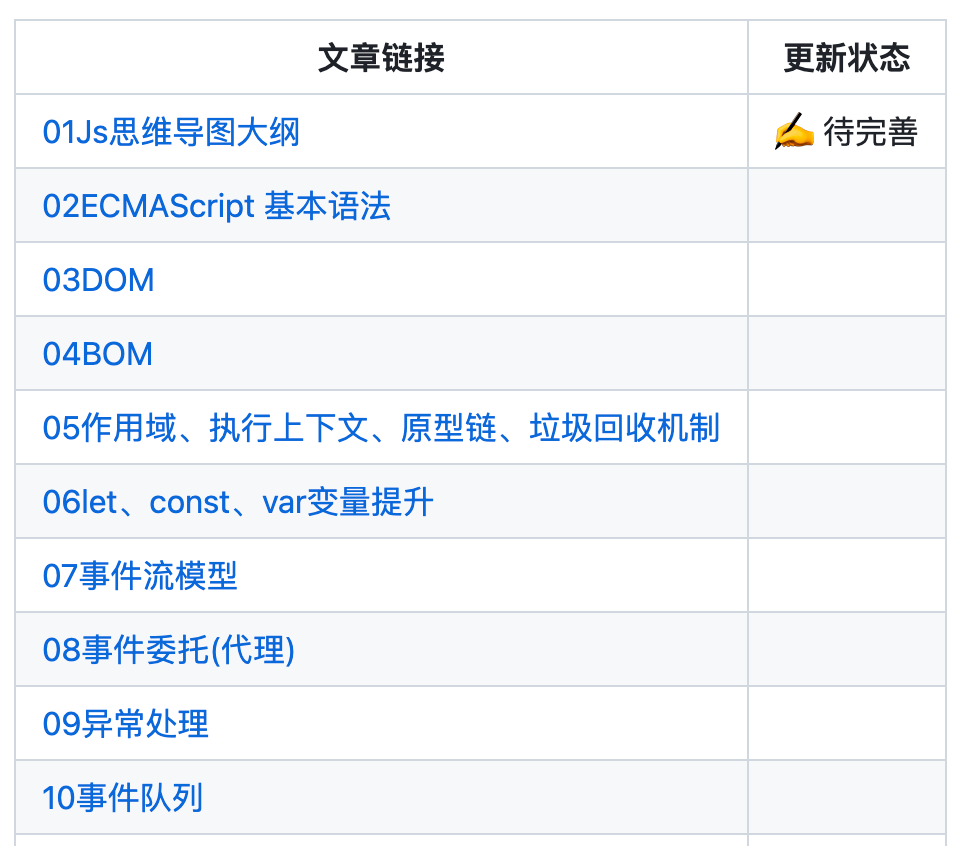 文章链接 更新状态
01Js思维导图大纲 ✍️ 待完善
02ECMAScript 基本语法
03DOM
04BOM
05作用域、执行上下文、原型链、垃圾回收机制
06let、const、var变量提升
07事件流模型
08事件委托(代理)
09异常处理
10事件队列